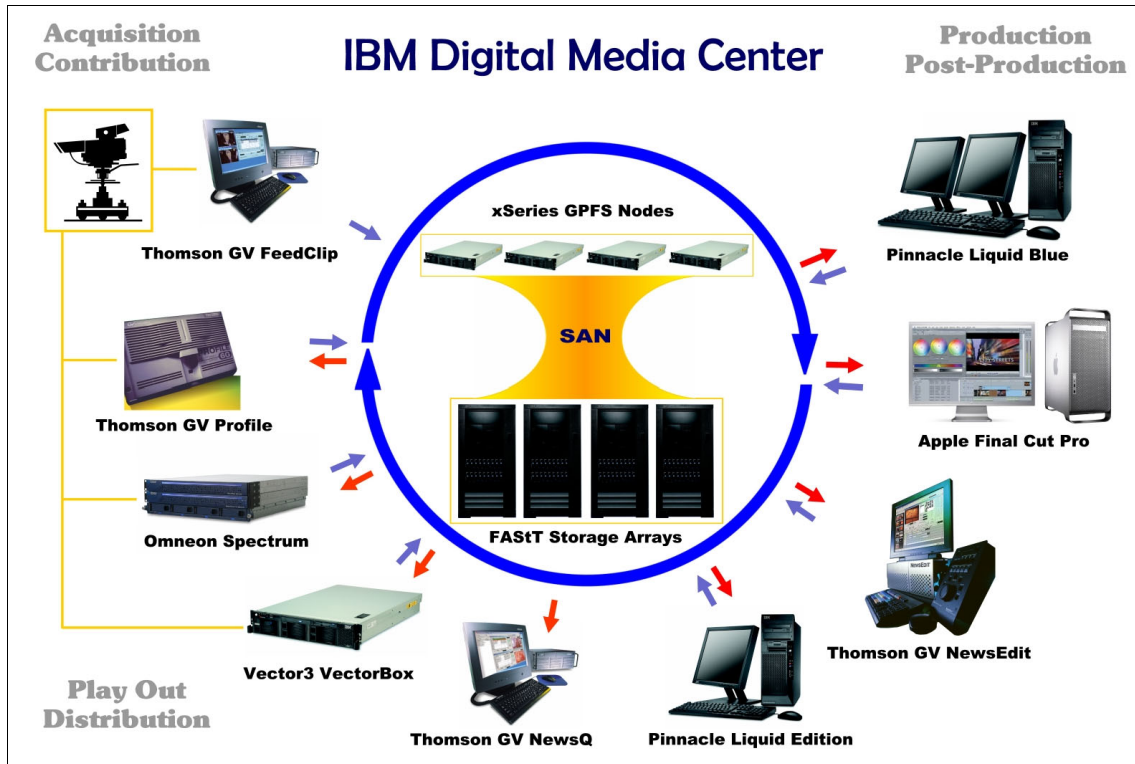 Acquisition
Contribution
IBM Digital Media Center
Production
Post-Production
xSeries GPFS Nodes
Thomson GV FeedClip
Pinnacle Liquid Blue
SAN
PROFILE
Thomson GV Profile
Apple Final Cut Pro
Omneon Spectrum
FAStT Storage Arrays
NewsEdit
Vector3 VectorBox
Thomson GV NewsEdit
Play Out
Distribution
Thomson GV NewsQ
Pinnacle Liquid Edition